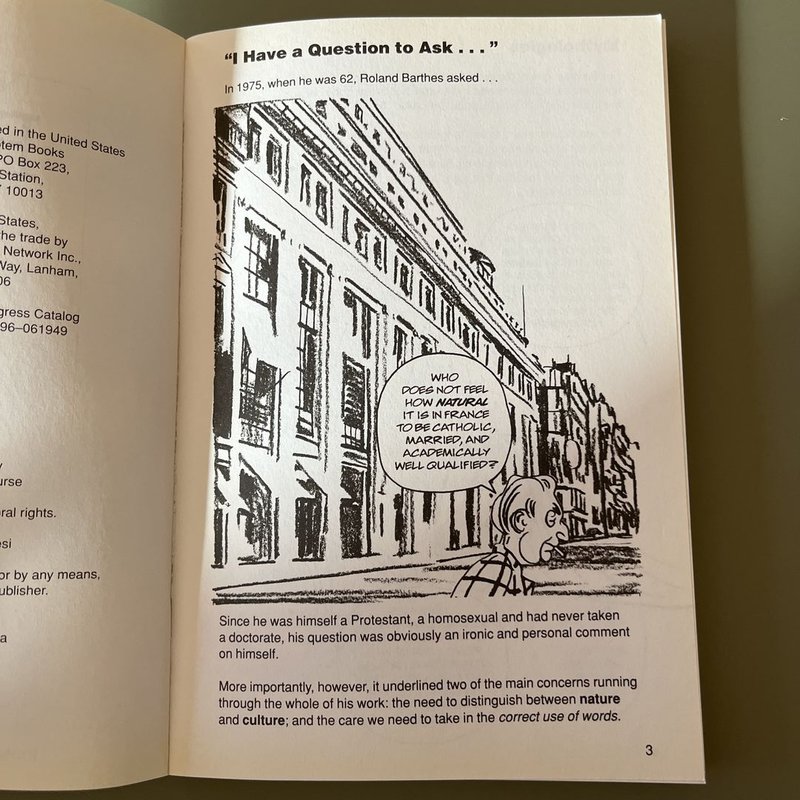 ed in the United States
tem Books
PO Box 223,
Station,
10013
States,
he trade by
Network Inc.,
Way, Lanham,
06
gress Catalog
96–061949
urse
ral rights.
esi
or by any means,
ublisher.
a
“I Have a Question to Ask . . .”
In 1975, when he was 62, Roland Barthes asked . . .
WHO
DOES NOT FEEL
HOW NATURAL
IT IS IN FRANCE
TO BE CATHOLIC,
MARRIED, AND
ACADEMICALLY
WELL QUALIFIED?
Since he was himself a Protestant, a homosexual and had never taken
a doctorate, his question was obviously an ironic and personal comment
on himself.
More importantly, however, it underlined two of the main concerns running
through the whole of his work: the need to distinguish between nature
and culture; and the care we need to take in the correct use of words.
3